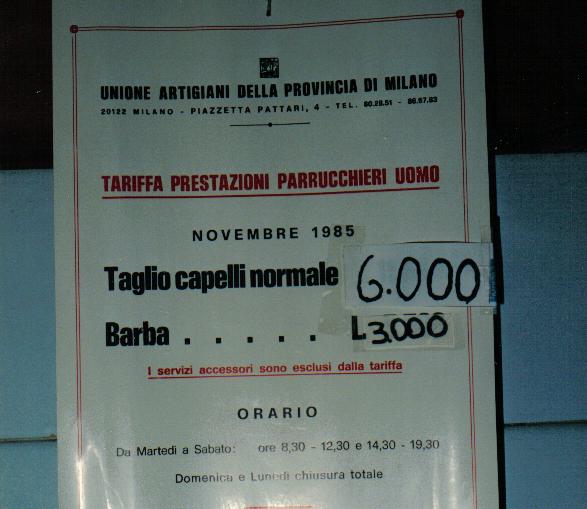 UNIONE ARTIGIANI DELLA PROVINCIA DI MILANO
20122 MILANO - PIAZZETTA PATTARI, 4 - TEL. 80.28.51 - 86.57.63
TARIFFA PRESTAZIONI PARRUCCHIERI UOMO
NOVEMBRE 1985
Taglio capelli normale 6.000
Barba . . . . . L 3.000
I servizi accessori sono esclusi dalla tariffa
ORARIO
Da Martedì a Sabato: ore 8,30 - 12,30 e 14,30 - 19,30
Domenica e Lunedì chiusura totale